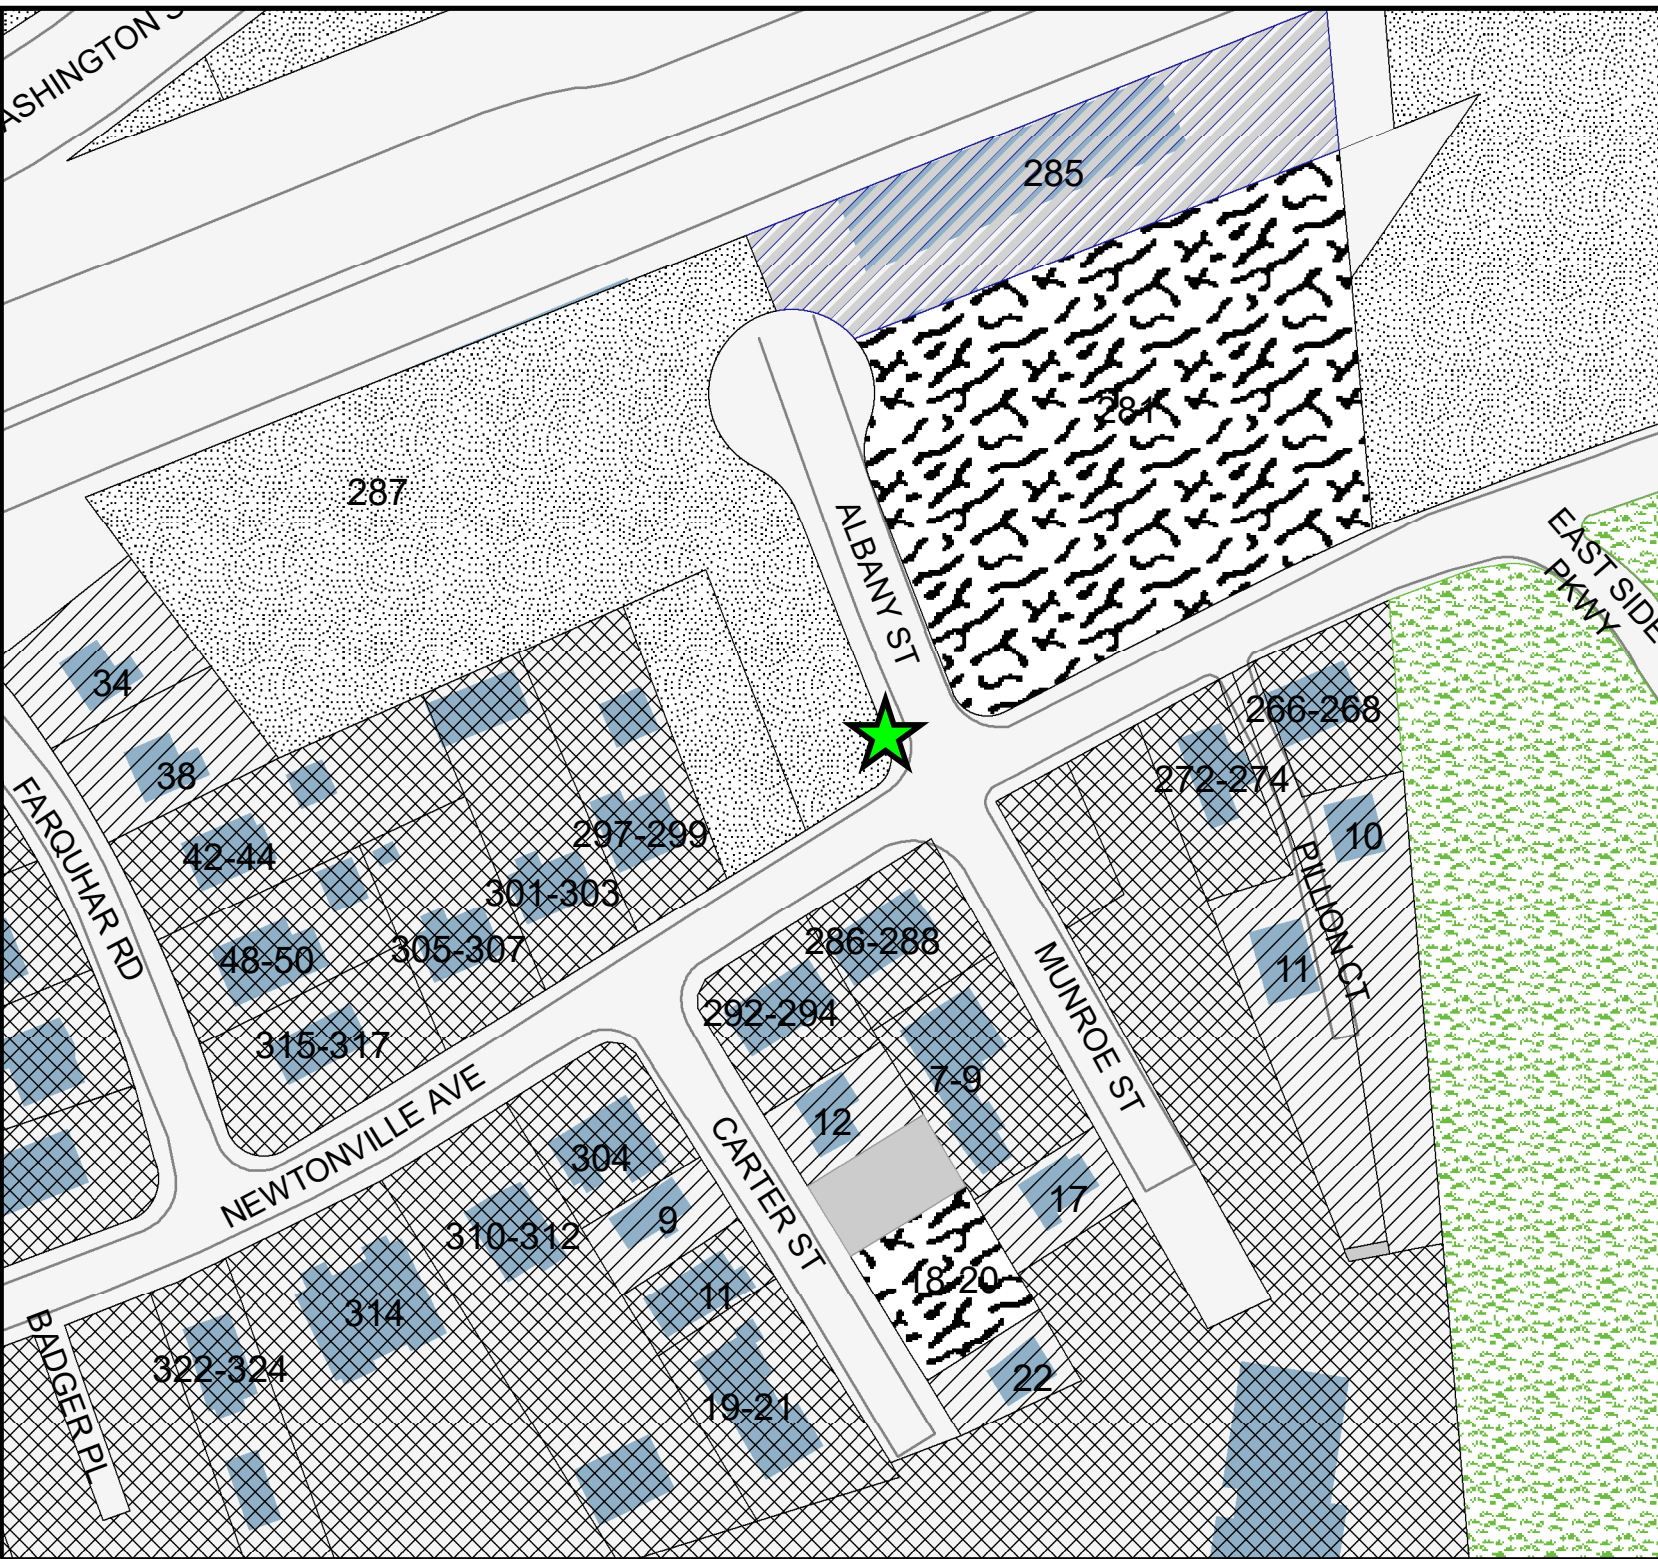 ASHINGTON S
285
281
287
ALBANY ST
EAST SIDE
PKWY
34
38
266-268
272-274
10
FARQUHAR RD
42-44
297-299
301-303
305-307
48-50
315-317
286-288
292-294
PILLION CT
11
MUNROE ST
7-9
12
NEWTONVILLE AVE
304
9
CARTER ST
17
310-312
11
18-20
314
322-324
BADGER PL
19-21
22